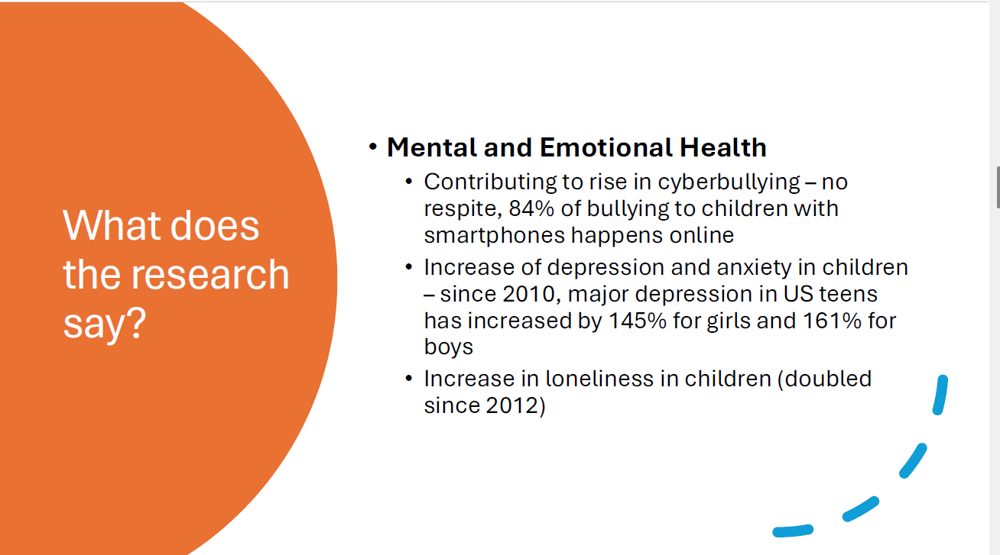 What does
the research
say?
• Mental and Emotional Health
• Contributing to rise in cyberbullying – no
respite, 84% of bullying to children with
smartphones happens online
• Increase of depression and anxiety in children
– since 2010, major depression in US teens
has increased by 145% for girls and 161% for
boys
• Increase in loneliness in children (doubled
since 2012)